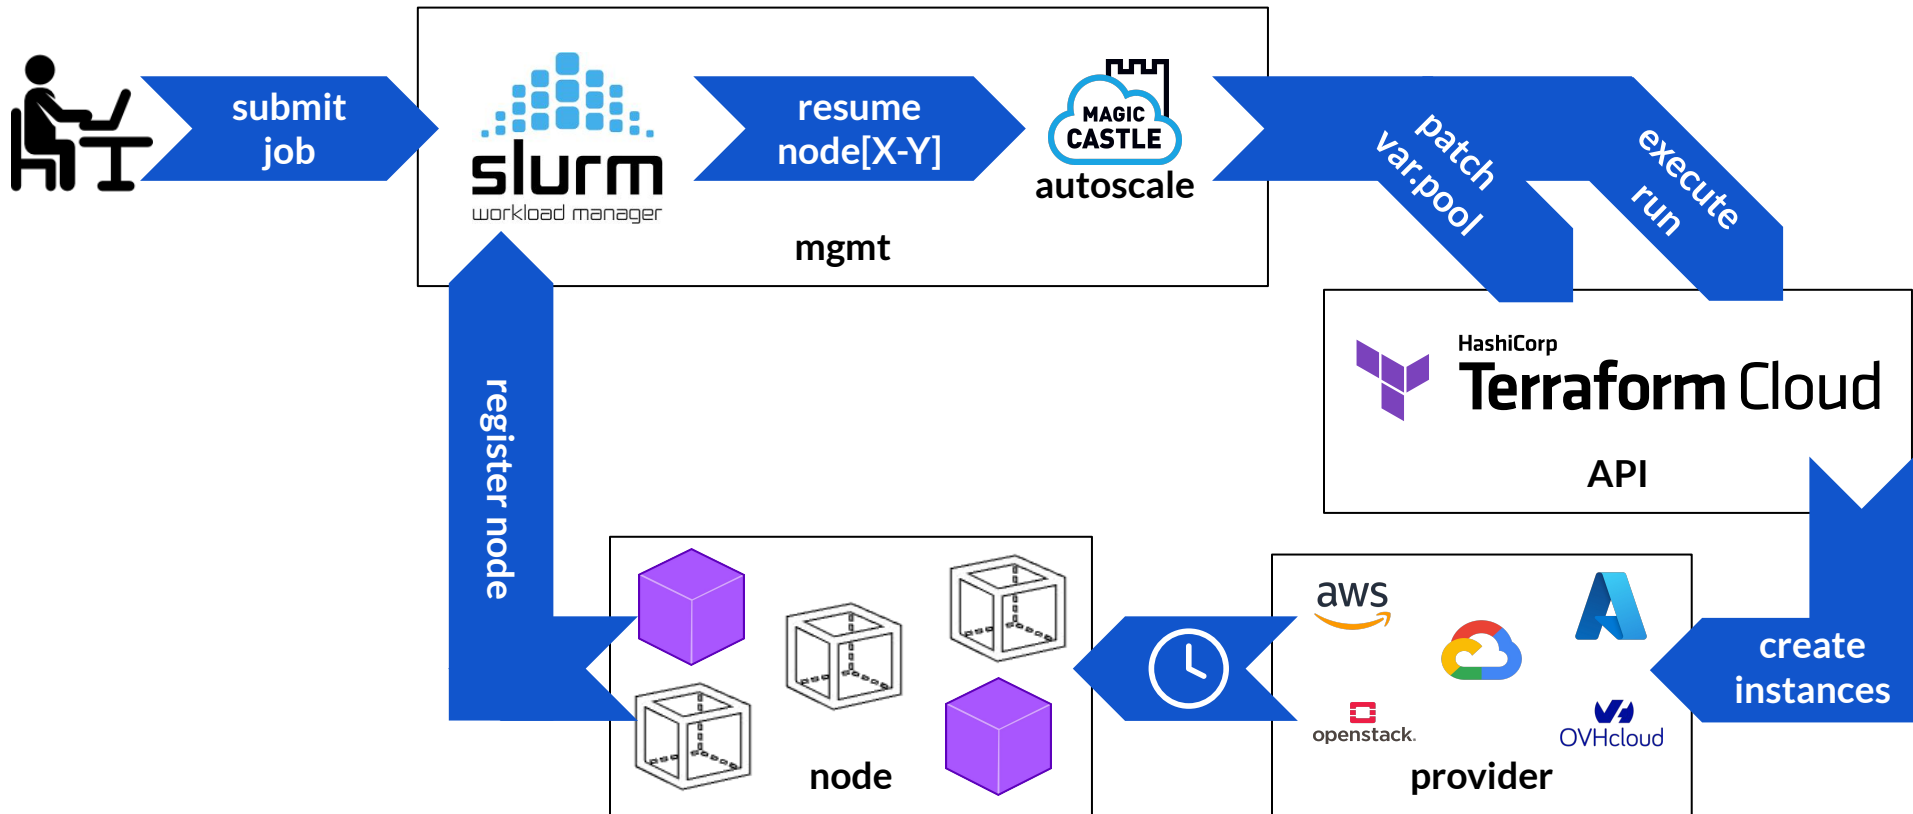 submit
job
slurm
workload manager
resume
node[X-Y]
MAGIC
CASTLE
autoscale
mgmt
patch
var.pool
execute
run
HashiCorp
Terraform Cloud
API
create
instances
aws
openstack.
OVHcloud
provider
node
register node